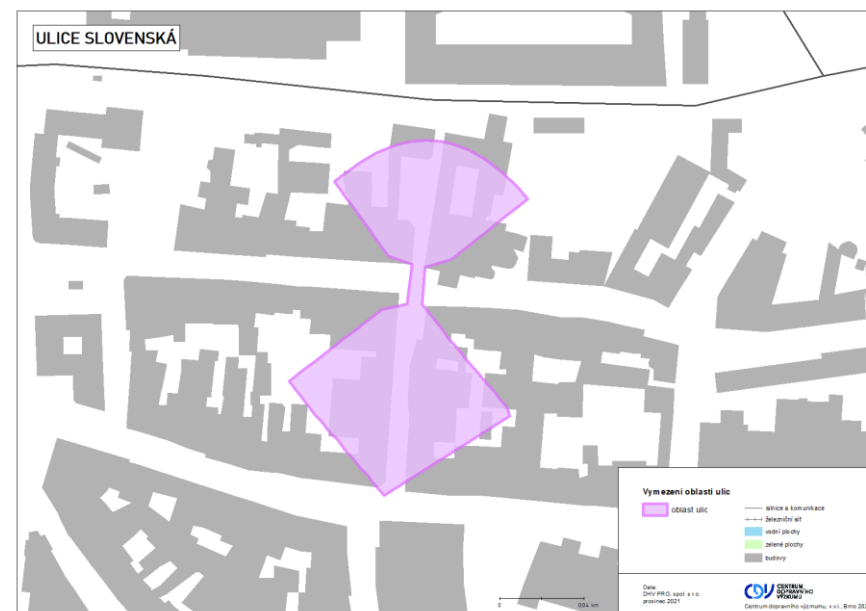 ULICE SLOVENSKÁ
Vymezení oblasti ulic
oblast ulic
silnice a komunikace
železniční síť
vodní plochy
zelené plochy
budovy
0
0,04 km
Data:
DHV PRO, spol. s r.o.
prosinec 2021
CDV
CENTRUM
DOPRAVNÍHO
VÝZKUMU
Centrum dopravního výzkumu, v.v.i., Brno